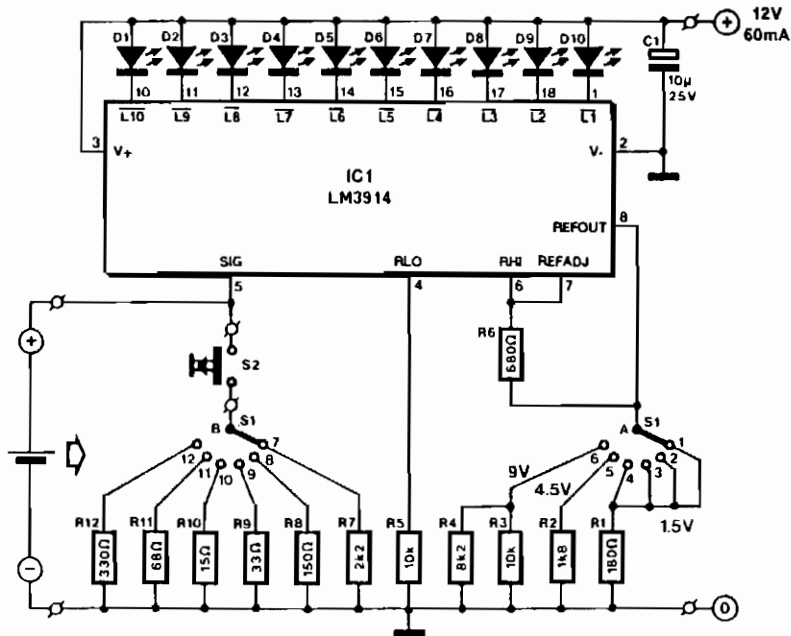 12V
60mA
D1 D2 D3 D4 D5 D6 D7 D8 D9 D10
C1
10µ
25V
10 11 12 13 14 15 16 17 18 1
L10 L9 L8 L7 L6 L5 L4 L3 L2 L1
3 V+
V- 2
IC1
LM3914
REFOUT 8
SIG RLO RHI REFADJ
5 4 6 7
R6
680Ω
S2
B S1
A S1
7
8
9
10
11
12
1
2
3
4
5
6
9V
4.5V
1.5V
R12 R11 R10 R9 R8 R7 R5 R4 R3 R2 R1
330Ω 68Ω 15Ω 33Ω 150Ω 2k2 10k 8k2 10k 1k8 180Ω
0